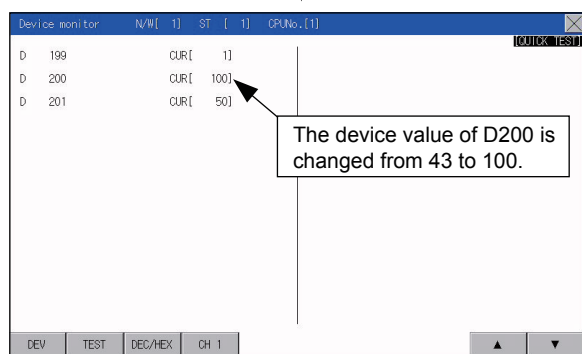 Device monitor N/W[ 1] ST [ 1] CPUNo.[1]
[QUICK TEST]
D 199 CUR[ 1]
D 200 CUR[ 100]
D 201 CUR[ 50]
The device value of D200 is
changed from 43 to 100.
DEV TEST DEC/HEX CH 1 ▲ ▼